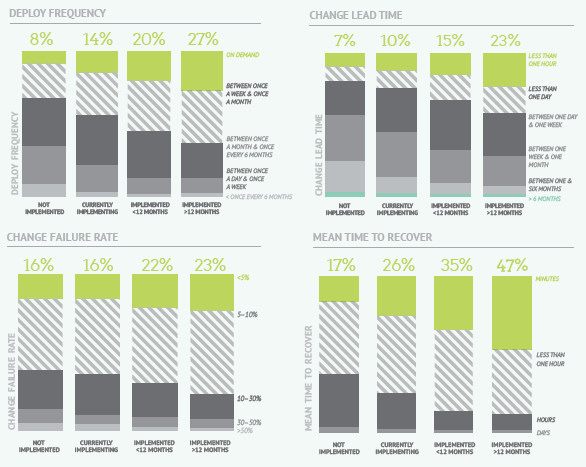 DEPLOY FREQUENCY
8% 14% 20% 27%
ON DEMAND
BETWEEN ONCE
A WEEK & ONCE
A MONTH
BETWEEN ONCE
A MONTH & ONCE
EVERY 6 MONTHS
BETWEEN ONCE
A DAY & ONCE
A WEEK
< ONCE EVERY 6 MONTHS
DEPLOY FREQUENCY
NOT CURRENTLY IMPLEMENTED IMPLEMENTED
IMPLEMENTED IMPLEMENTING <12 MONTHS >12 MONTHS
CHANGE LEAD TIME
7% 10% 15% 23%
LESS THAN
ONE HOUR
LESS THAN
ONE DAY
BETWEEN ONE DAY
& ONE WEEK
BETWEEN ONE
WEEK & ONE
MONTH
BETWEEN ONE &
SIX MONTHS
> 6 MONTHS
CHANGE LEAD TIME
NOT CURRENTLY IMPLEMENTED IMPLEMENTED
IMPLEMENTED IMPLEMENTING <12 MONTHS >12 MONTHS
CHANGE FAILURE RATE
16% 16% 22% 23%
<5%
5–10%
10–30%
30–50%
>50%
CHANGE FAILURE RATE
NOT CURRENTLY IMPLEMENTED IMPLEMENTED
IMPLEMENTED IMPLEMENTING <12 MONTHS >12 MONTHS
MEAN TIME TO RECOVER
17% 26% 35% 47%
MINUTES
LESS THAN
ONE HOUR
HOURS
DAYS
MEAN TIME TO RECOVER
NOT CURRENTLY IMPLEMENTED IMPLEMENTED
IMPLEMENTED IMPLEMENTING <12 MONTHS >12 MONTHS